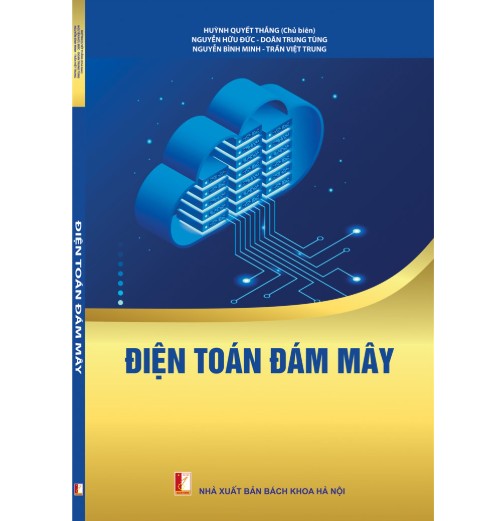 HUỲNH QUYẾT THẮNG (Chủ biên)
NGUYỄN HỮU ĐỨC - DOÃN TRUNG TÙNG
NGUYỄN BÌNH MINH - TRẦN VIỆT TRUNG
ĐIỆN TOÁN ĐÁM MÂY
ĐIỆN TOÁN ĐÁM MÂY
NHÀ XUẤT BẢN BÁCH KHOA HÀ NỘI